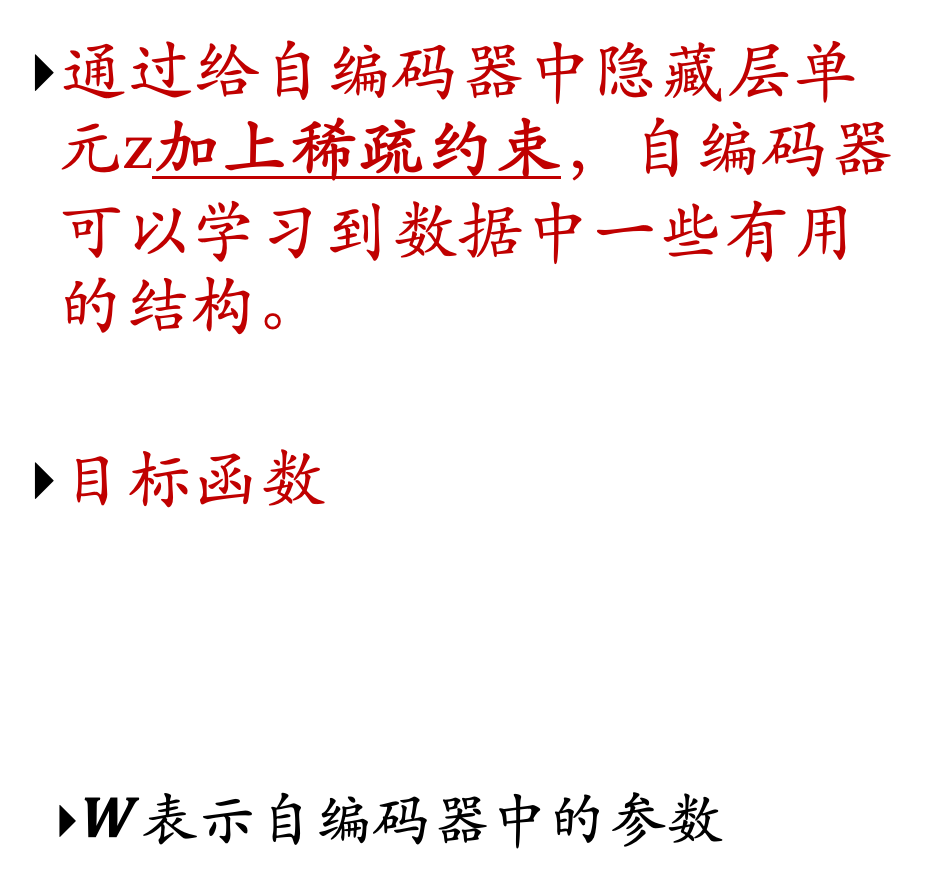 通过给自编码器中隐藏层单
元z加上稀疏约束，自编码器
可以学习到数据中一些有用
的结构。
目标函数
W表示自编码器中的参数